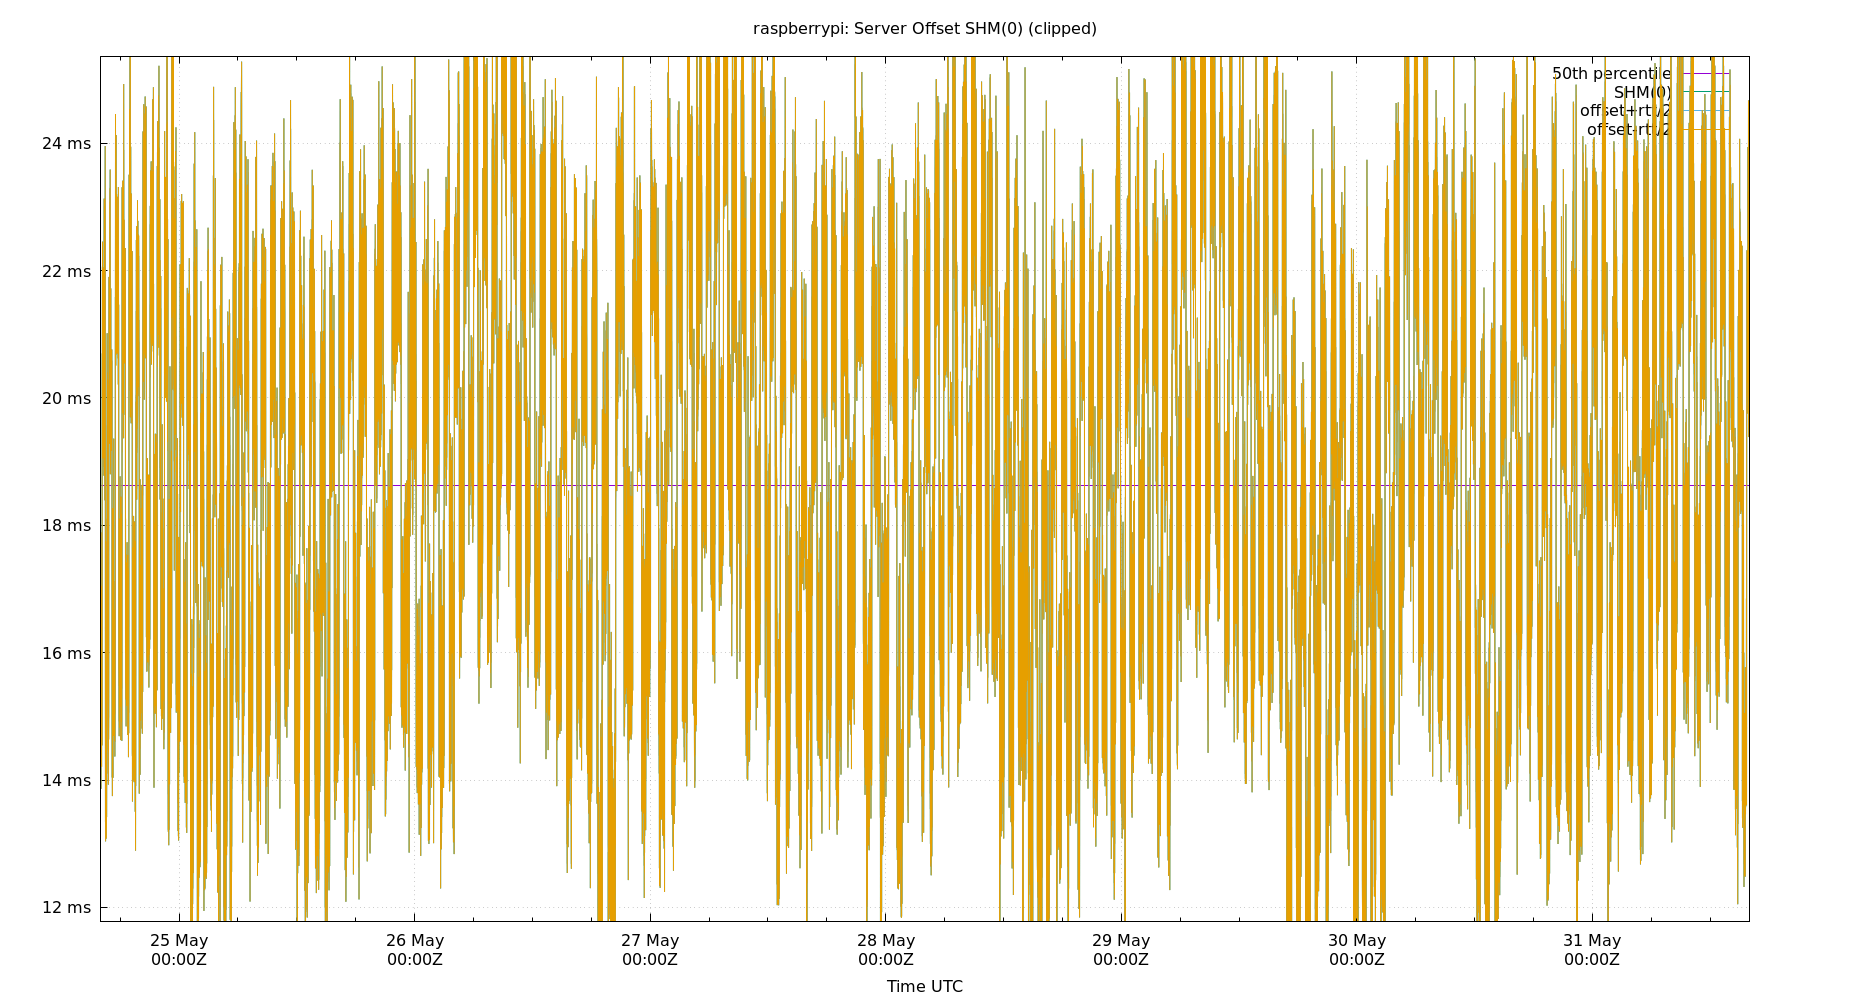 raspberrypi: Server Offset SHM(0) (clipped)
50th percentile
SHM(0)
offset+rtt/2
offset-rtt/2
24 ms
22 ms
20 ms
18 ms
16 ms
14 ms
12 ms
25 May 26 May 27 May 28 May 29 May 30 May 31 May
00:00Z 00:00Z 00:00Z 00:00Z 00:00Z 00:00Z 00:00Z
Time UTC